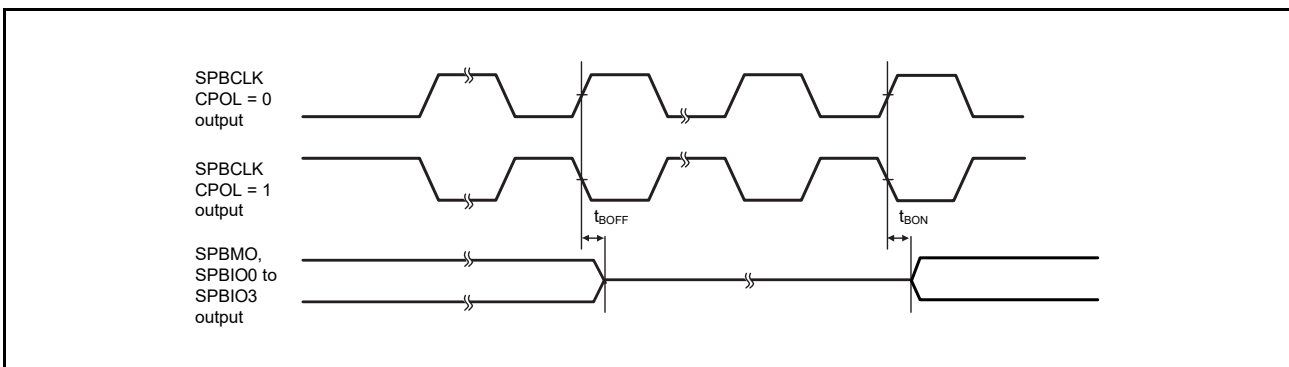 SPBCLK
CPOL = 0
output
SPBCLK
CPOL = 1
output
tBOFF
tBON
SPBMO,
SPBIO0 to
SPBIO3
output